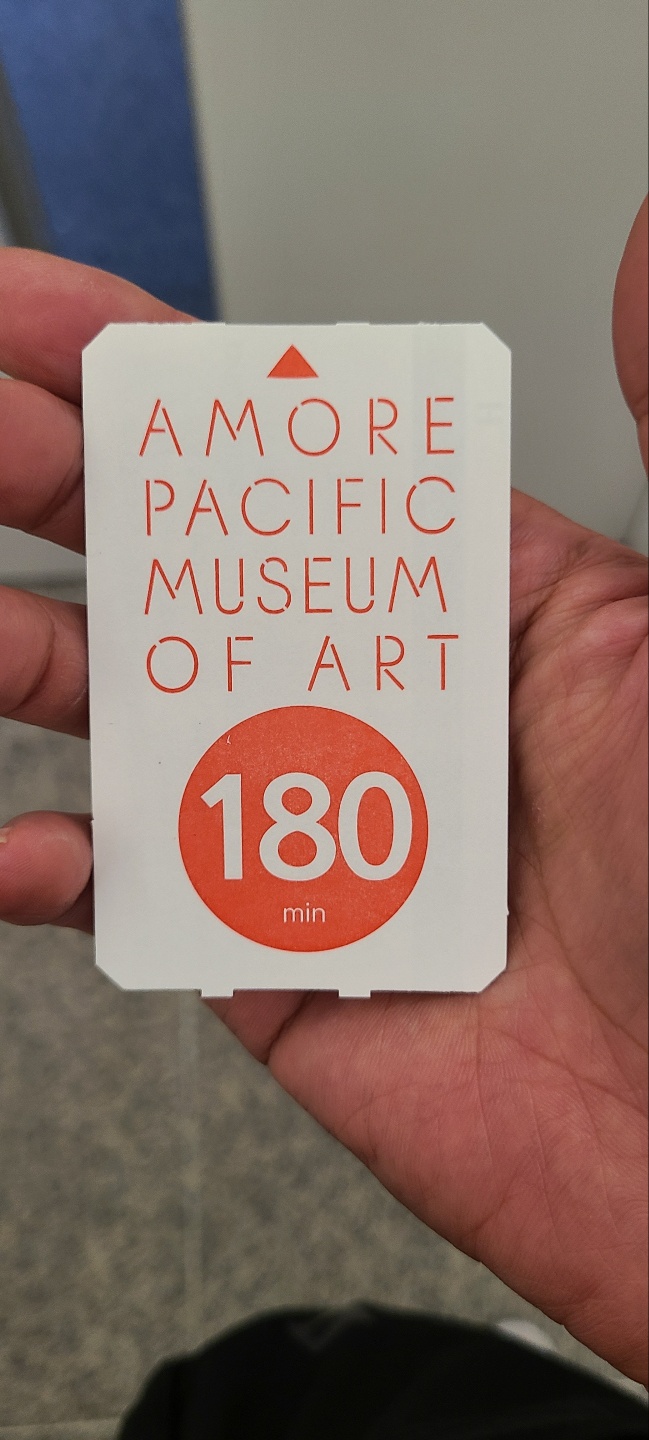 AMORE
PACIFIC
MUSEUM
OF ART
180
min